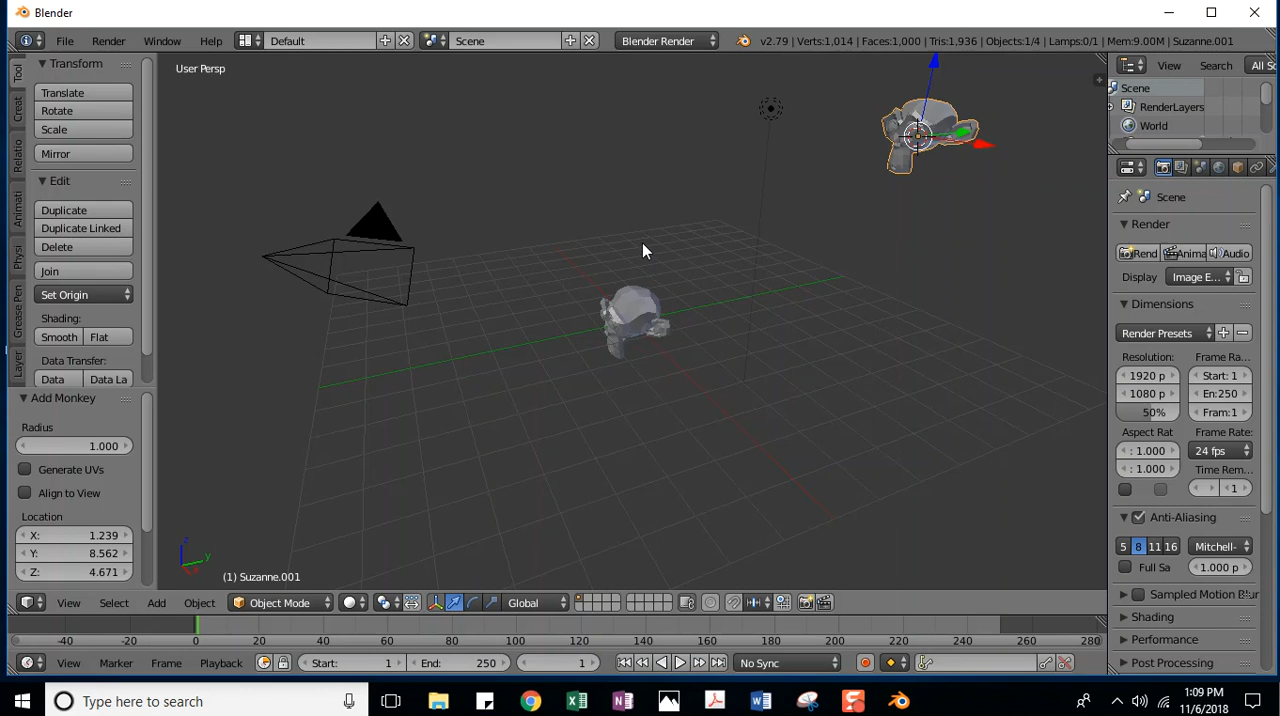 Blender
File Render Window Help Default Scene Blender Render v2.79 | Verts:1,014 | Faces:1,000 | Tris:1,936 | Objects:1/4 | Lamps:0/1 | Mem:9.00M | Suzanne.001
Transform
Translate
Rotate
Scale
Mirror
Edit
Duplicate
Duplicate Linked
Delete
Join
Set Origin
Shading:
Smooth Flat
Data Transfer:
Data Data La
Tool
Creat
Relatio
Animati
Physi
Grease Pen
Layer
Add Monkey
Radius
1.000
Generate UVs
Align to View
Location
X: 1.239
Y: 8.562
Z: 4.671
User Persp
z
y
(1) Suzanne.001
View Search All Sc
Scene
RenderLayers
World
Scene
Render
Rend Anima Audio
Display Image E...
Dimensions
Render Presets
Resolution: Frame Ra...
1920 p Start: 1
1080 p En:250
50% Fram:1
Aspect Rat Frame Rate:
: 1.000 24 fps
: 1.000 Time Rem...
1
Anti-Aliasing
5 8 11 16 Mitchell-
Full Sa 1.000 p
Sampled Motion Blur
Shading
Performance
Post Processing
View Select Add Object Object Mode Global
-40 -20 0 20 40 60 80 100 120 140 160 180 200 220 240 260 280
View Marker Frame Playback Start: 1 End: 250 1 No Sync
Type here to search
1:09 PM
11/6/2018